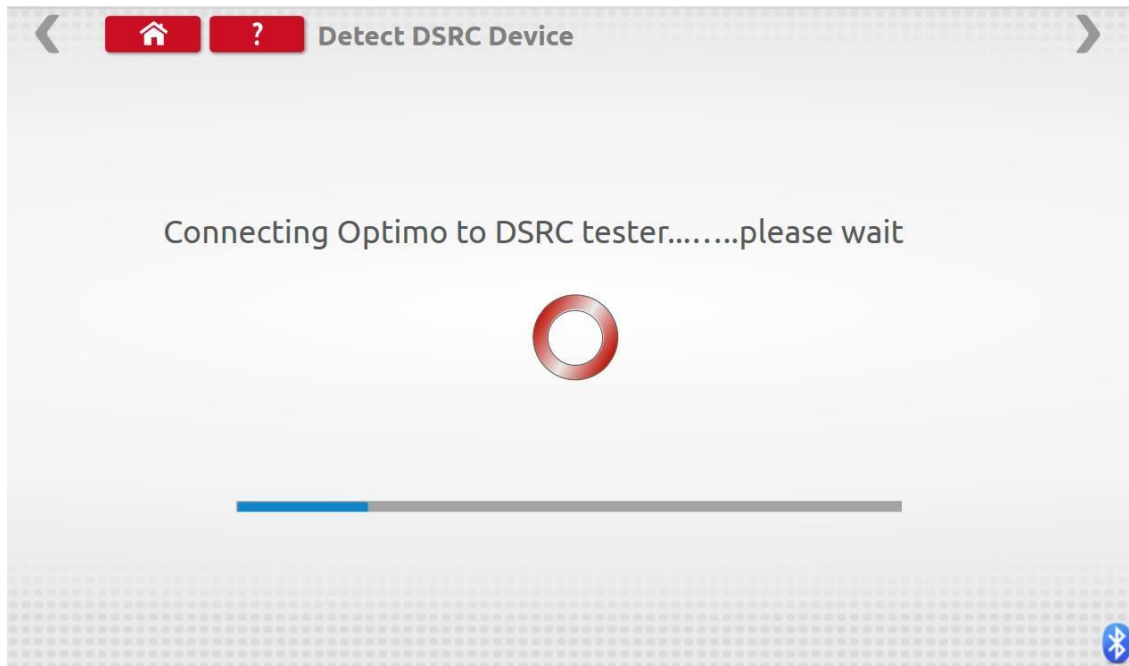 ? Detect DSRC Device
Connecting Optimo to DSRC tester........please wait